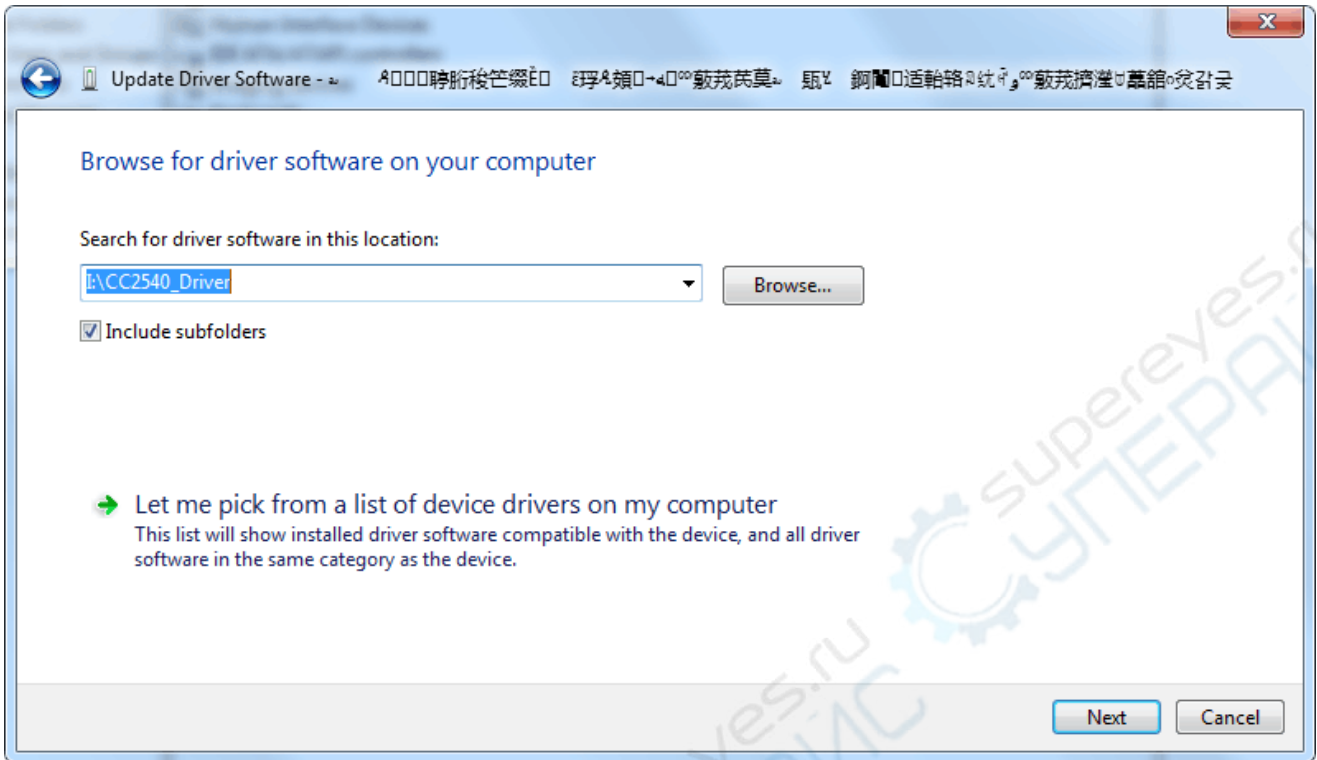 Human Interface Devices
Update Driver Software -
Browse for driver software on your computer
Search for driver software in this location:
I:\CC2540_Driver
Browse...
Include subfolders
Let me pick from a list of device drivers on my computer
This list will show installed driver software compatible with the device, and all driver
software in the same category as the device.
Next
Cancel
supereyes.ru